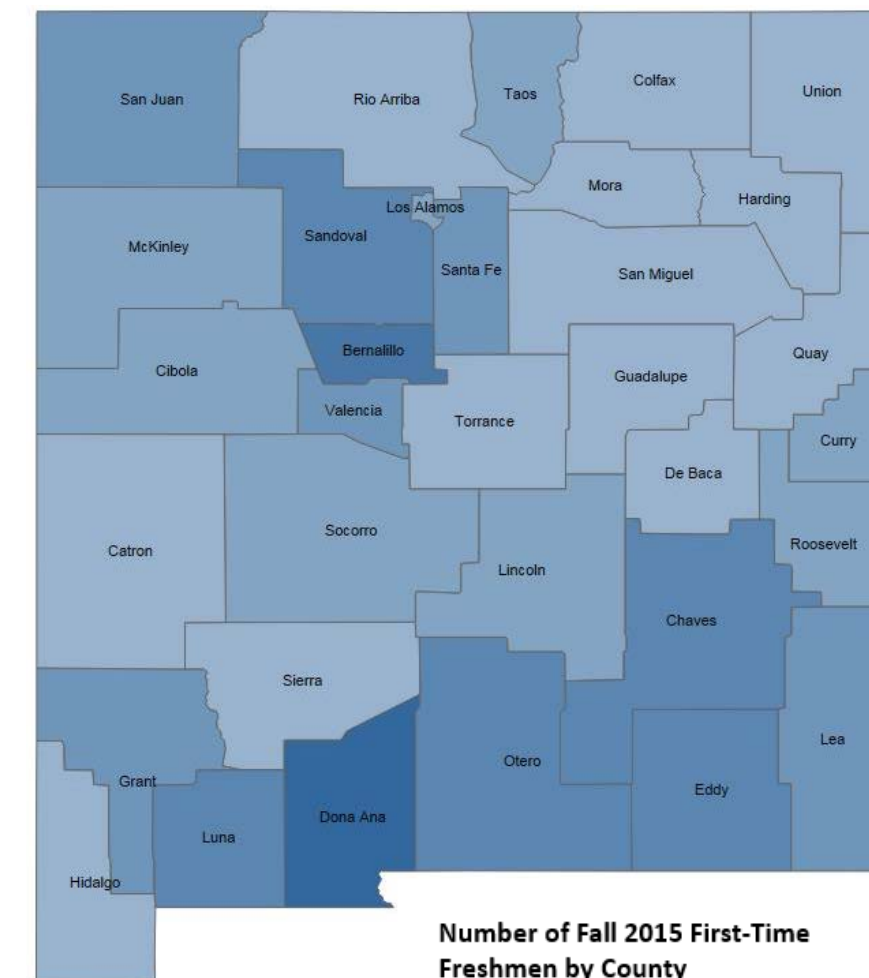 San Juan
Rio Arriba
Taos
Colfax
Union
Mora
Harding
Los Alamos
McKinley
Sandoval
Santa Fe
San Miguel
Bernalillo
Quay
Cibola
Guadalupe
Valencia
Torrance
Curry
De Baca
Socorro
Roosevelt
Catron
Lincoln
Chaves
Sierra
Lea
Otero
Grant
Eddy
Dona Ana
Luna
Hidalgo
Number of Fall 2015 First-Time
Freshmen by County